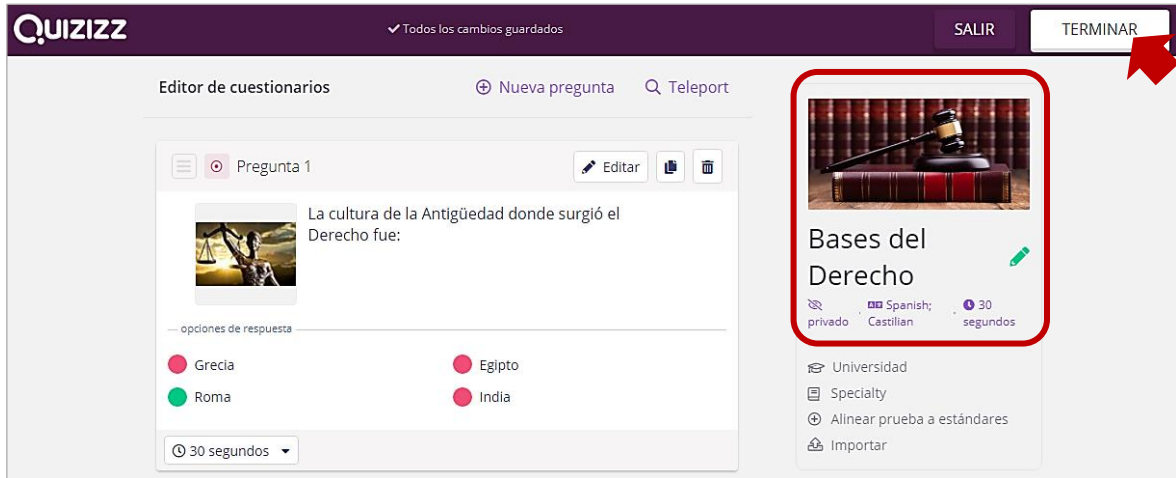 QUIZIZZ
Todos los cambios guardados
SALIR
TERMINAR
Editor de cuestionarios
Nueva pregunta
Teleport
Pregunta 1
Editar
La cultura de la Antigüedad donde surgió el
Derecho fue:
opciones de respuesta
Grecia
Egipto
Roma
India
30 segundos
Bases del
Derecho
privado
Spanish;
Castilian
30
segundos
Universidad
Specialty
Alinear prueba a estándares
Importar